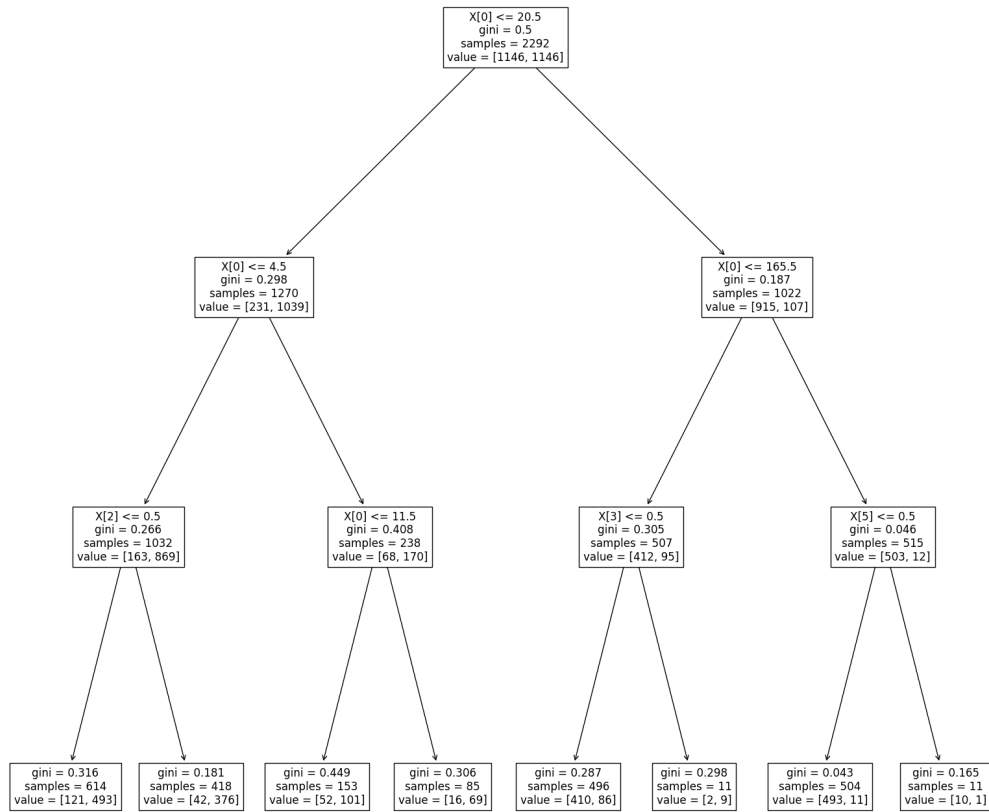 X[0] <= 20.5
gini = 0.5
samples = 2292
value = [1146, 1146]
X[0] <= 4.5
gini = 0.298
samples = 1270
value = [231, 1039]
X[0] <= 165.5
gini = 0.187
samples = 1022
value = [915, 107]
X[2] <= 0.5
gini = 0.266
samples = 1032
value = [163, 869]
X[0] <= 11.5
gini = 0.408
samples = 238
value = [68, 170]
X[3] <= 0.5
gini = 0.305
samples = 507
value = [412, 95]
X[5] <= 0.5
gini = 0.046
samples = 515
value = [503, 12]
gini = 0.316
samples = 614
value = [121, 493]
gini = 0.181
samples = 418
value = [42, 376]
gini = 0.449
samples = 153
value = [52, 101]
gini = 0.306
samples = 85
value = [16, 69]
gini = 0.287
samples = 496
value = [410, 86]
gini = 0.298
samples = 11
value = [2, 9]
gini = 0.043
samples = 504
value = [493, 11]
gini = 0.165
samples = 11
value = [10, 1]